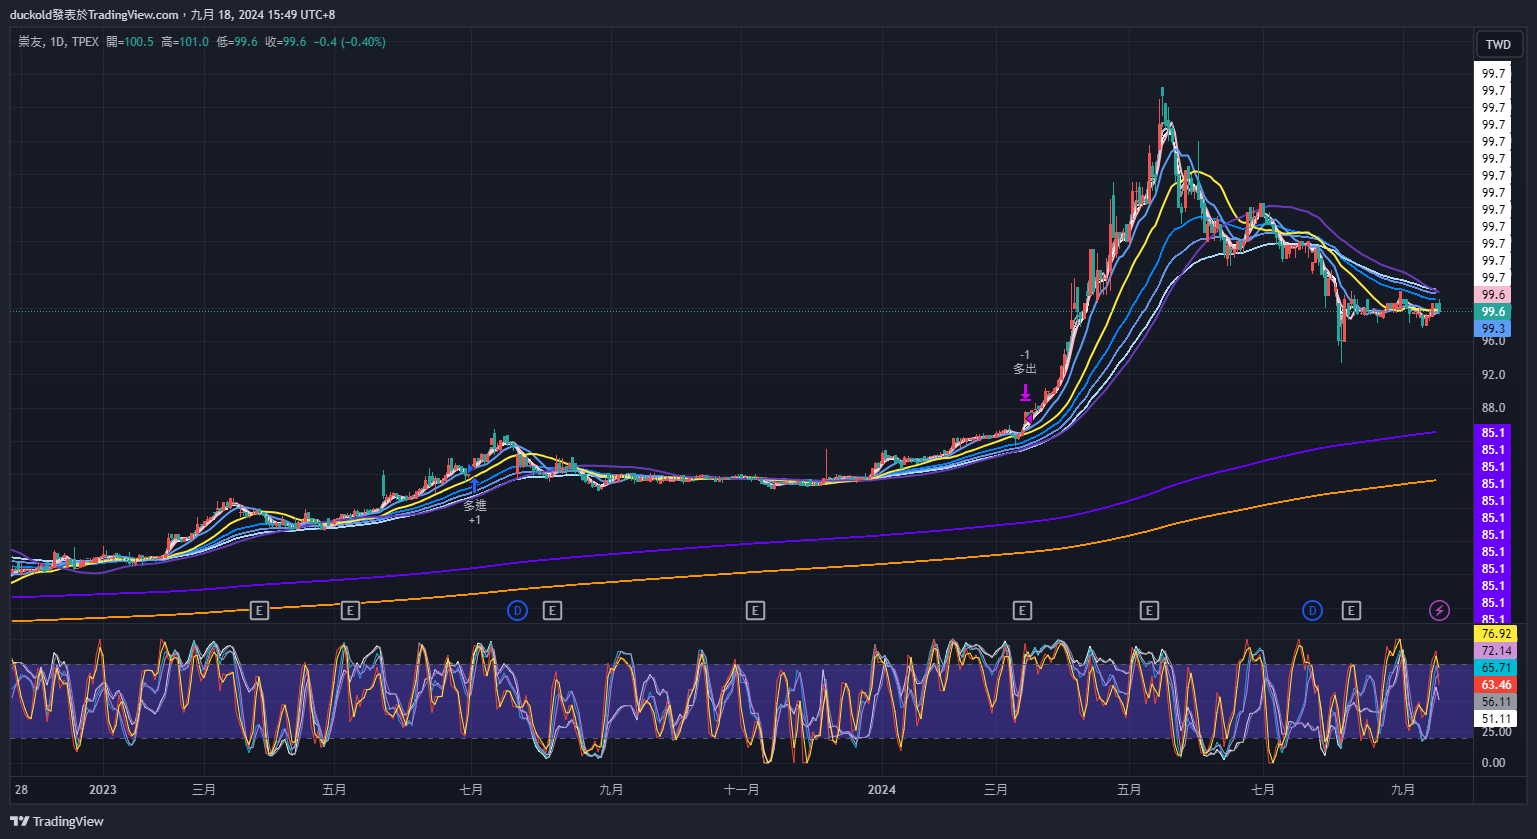 duckold發表於TradingView.com，九月 18, 2024 15:49 UTC+8
崇友, 1D, TPEX 開=100.5 高=101.0 低=99.6 收=99.6 −0.4 (−0.40%)
TWD
99.7
99.7
99.7
99.7
99.7
99.7
99.7
99.7
99.7
99.7
99.7
99.7
99.7
99.6
99.6
99.3
96.0
92.0
88.0
85.1
85.1
85.1
85.1
85.1
85.1
85.1
85.1
85.1
85.1
85.1
85.1
-1
多出
多進
+1
E
E
D
E
E
E
E
D
E
76.92
72.14
65.71
63.46
56.11
51.11
25.00
0.00
28 2023 三月 五月 七月 九月 十一月 2024 三月 五月 七月 九月
TradingView